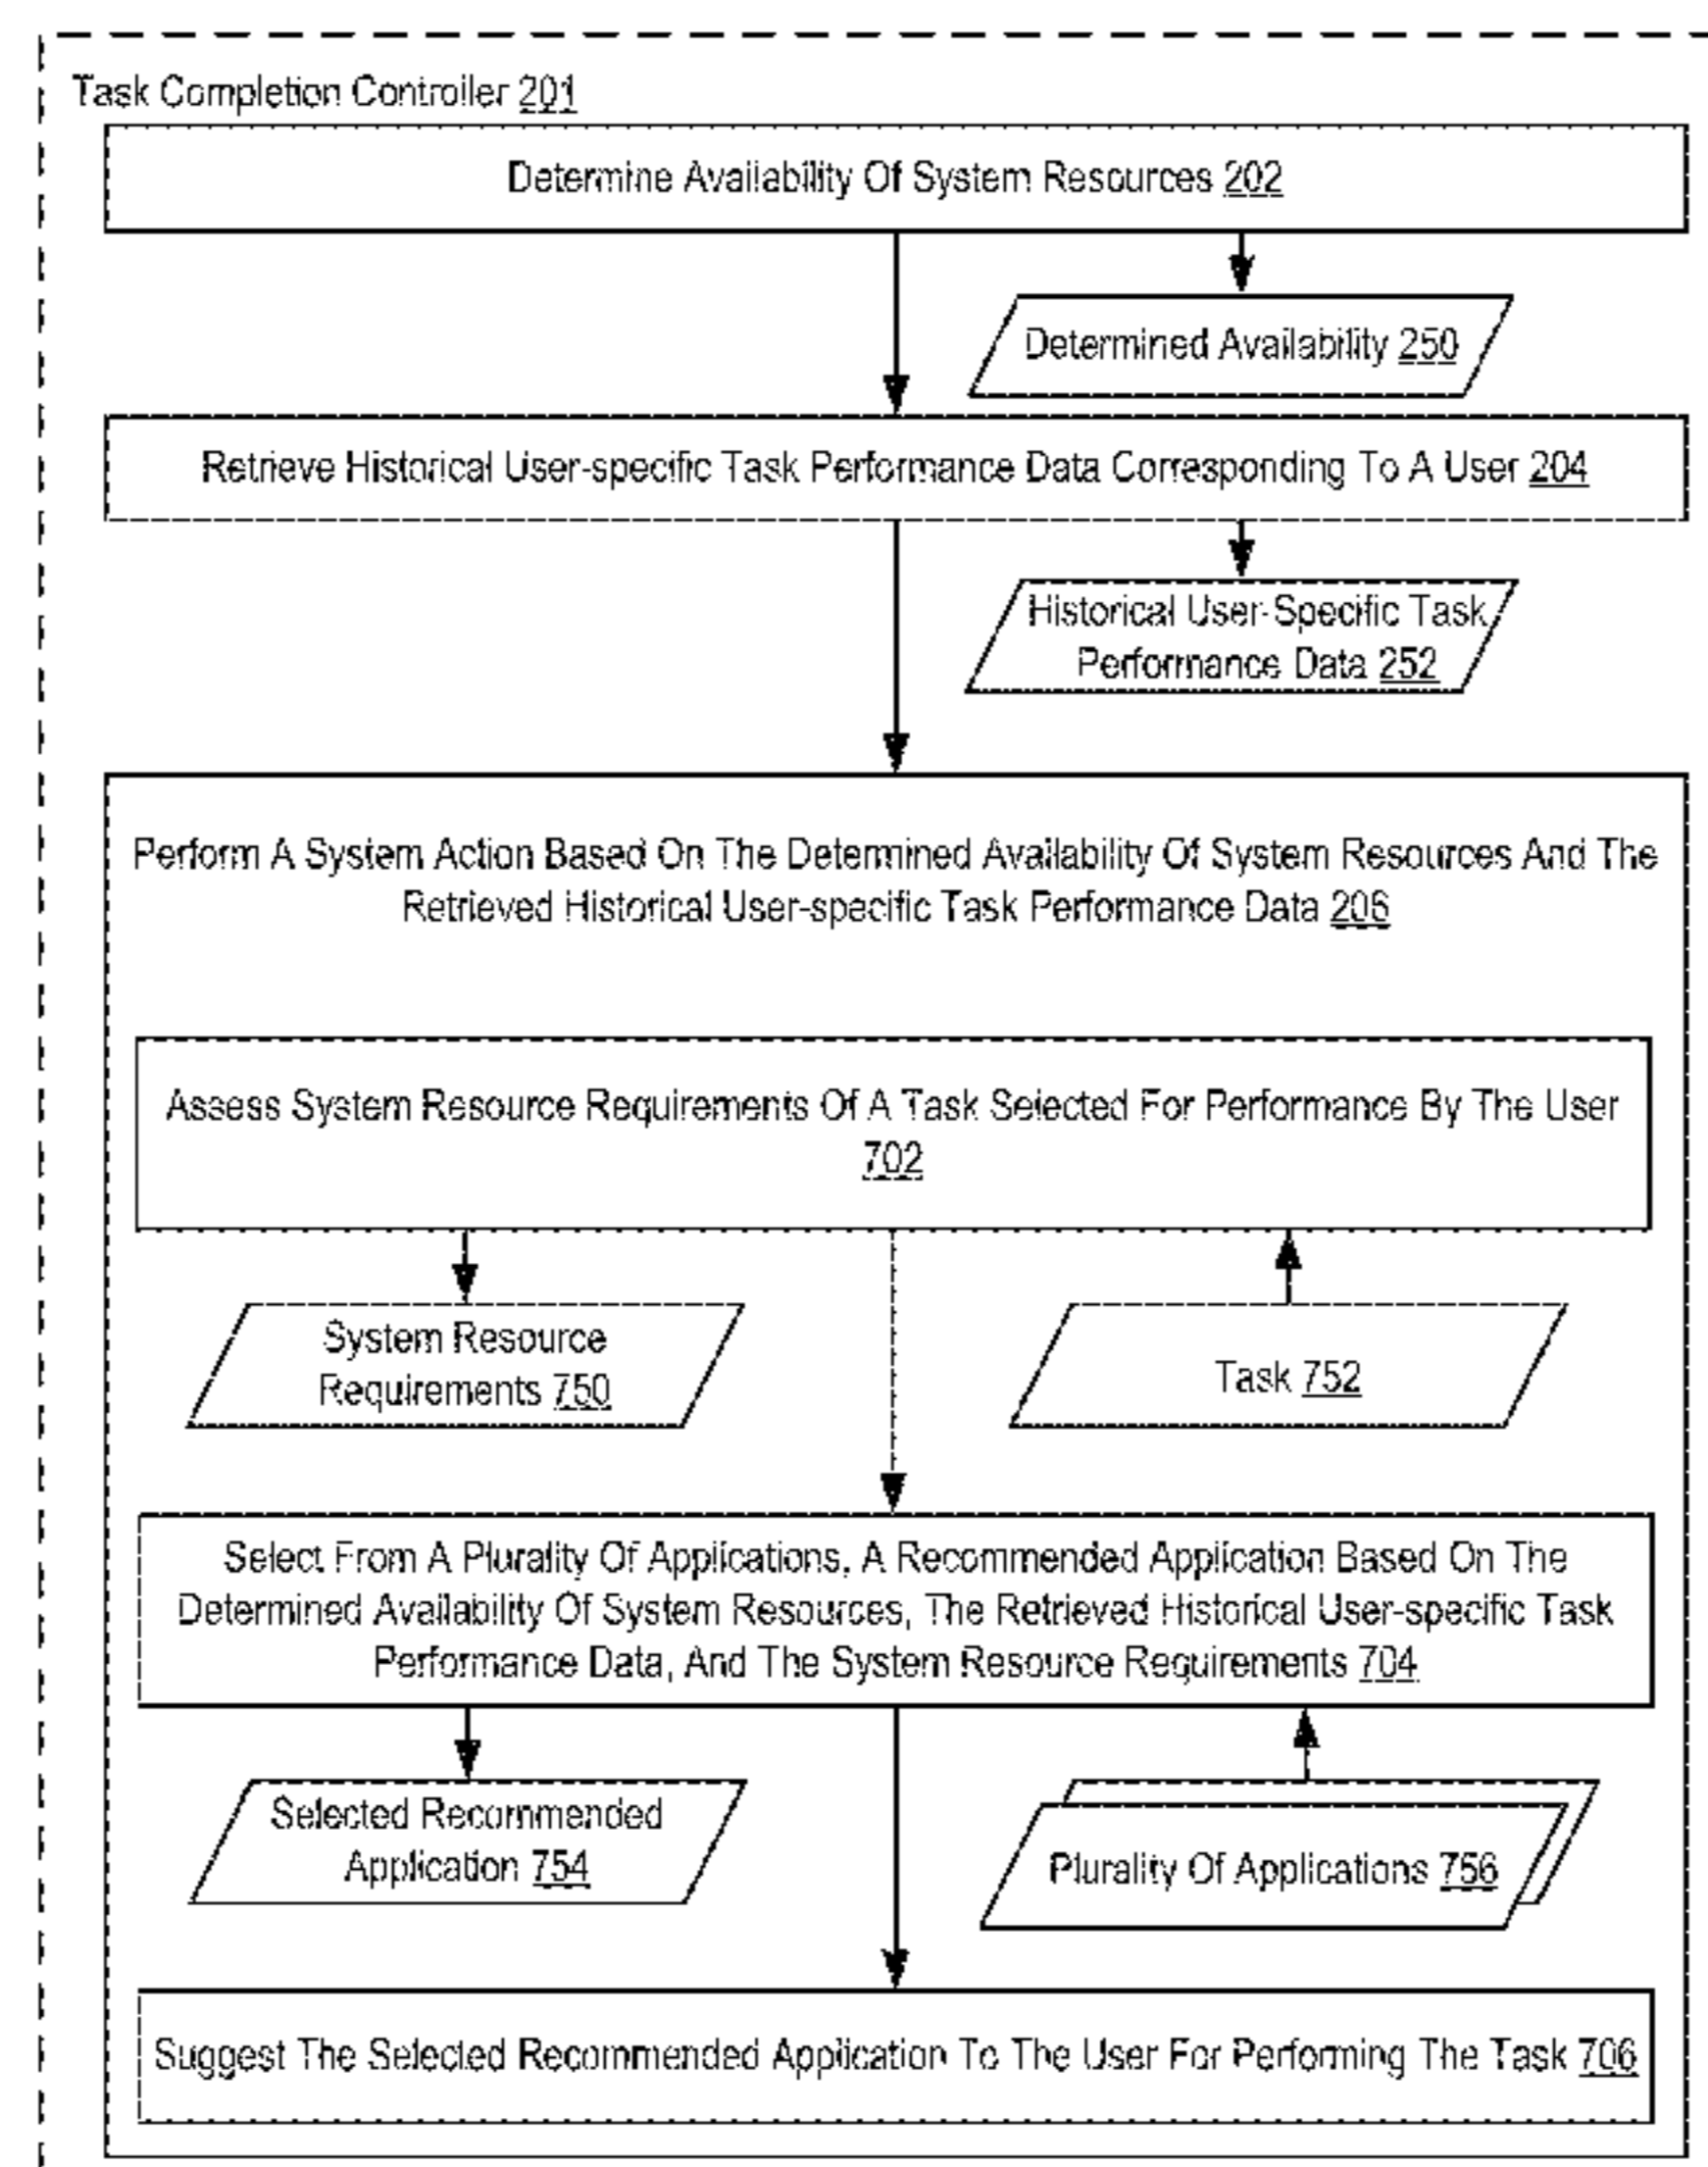 Task Completion Controller 201
Determine Availability Of System Resources 202
Determined Availability 250
Retrieve Historical User-specific Task Performance Data Corresponding To A User 204
Historical User-Specific Task
Performance Data 252
Perform A System Action Based On The Determined Availability Of System Resources And The
Retrieved Historical User-specific Task Performance Data 206
Assess System Resource Requirements Of A Task Selected For Performance By The User
702
System Resource
Requirements 750
Task 752
Select From A Plurality Of Applications, A Recommended Application Based On The
Determined Availability Of System Resources, The Retrieved Historical User-specific Task
Performance Data, And The System Resource Requirements 704
Selected Recommended
Application 754
Plurality Of Applications 756
Suggest The Selected Recommended Application To The User For Performing The Task 706